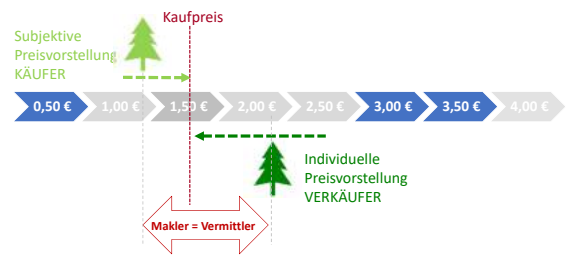 Kaufpreis
Subjektive
Preisvorstellung
KÄUFER
0,50 € 1,00 € 1,50 € 2,00 € 2,50 € 3,00 € 3,50 € 4,00 €
Individuelle
Preisvorstellung
VERKÄUFER
Makler = Vermittler